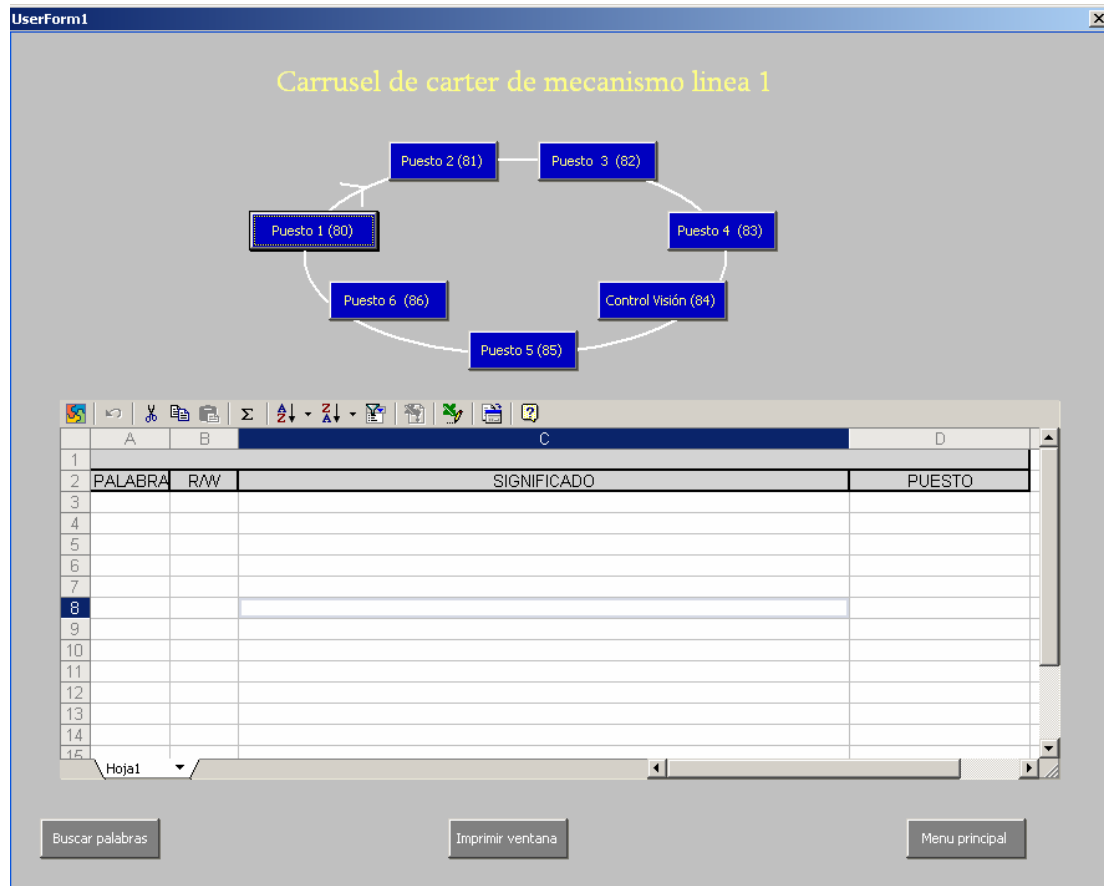 UserForm1
Carrusel de carter de mecanismo linea 1
Puesto 2 (81)
Puesto  3  (82)
Puesto 1 (80)
Puesto 4  (83)
Puesto 6  (86)
Control Visión (84)
Puesto 5 (85)
A B C D
1
2 PALABRA R/W SIGNIFICADO PUESTO
3
4
5
6
7
8
9
10
11
12
13
14
15
Hoja1
Buscar palabras
Imprimir ventana
Menu principal